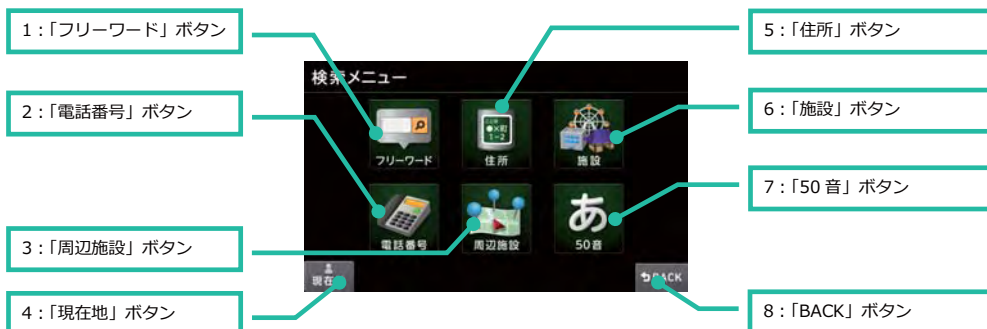 1：「フリーワード」ボタン
2：「電話番号」ボタン
3：「周辺施設」ボタン
4：「現在地」ボタン
検索メニュー
フリーワード
住所
施設
●×町
1-2
電話番号
周辺施設
あ
50音
現在
BACK
5：「住所」ボタン
6：「施設」ボタン
7：「50 音」ボタン
8：「BACK」ボタン